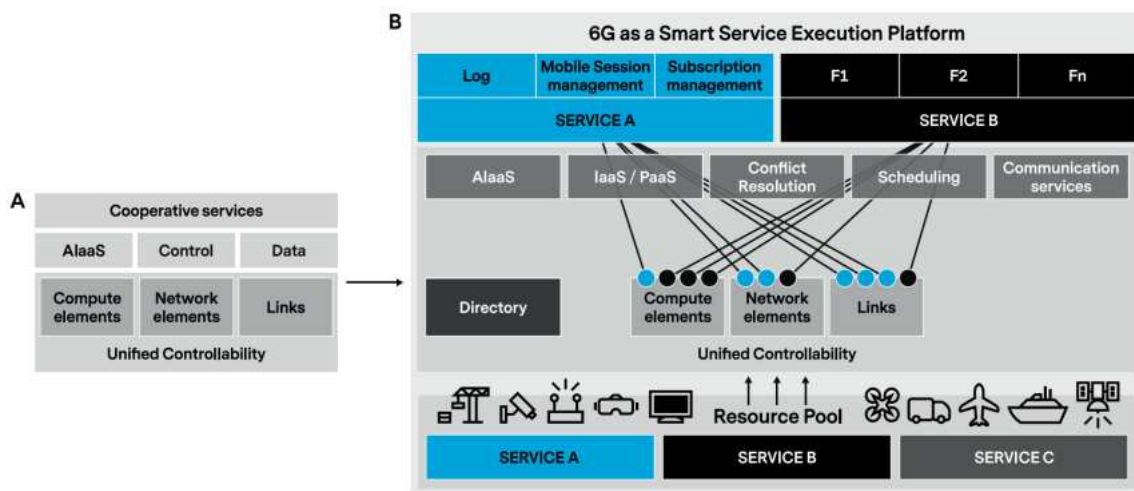 A
Cooperative services
AIaaS
Control
Data
Compute
elements
Network
elements
Links
Unified Controllability
B
6G as a Smart Service Execution Platform
Log
Mobile Session
management
Subscription
management
F1
F2
Fn
SERVICE A
SERVICE B
AIaaS
IaaS / PaaS
Conflict
Resolution
Scheduling
Communication
services
Directory
Compute
elements
Network
elements
Links
Unified Controllability
Resource Pool
SERVICE A
SERVICE B
SERVICE C